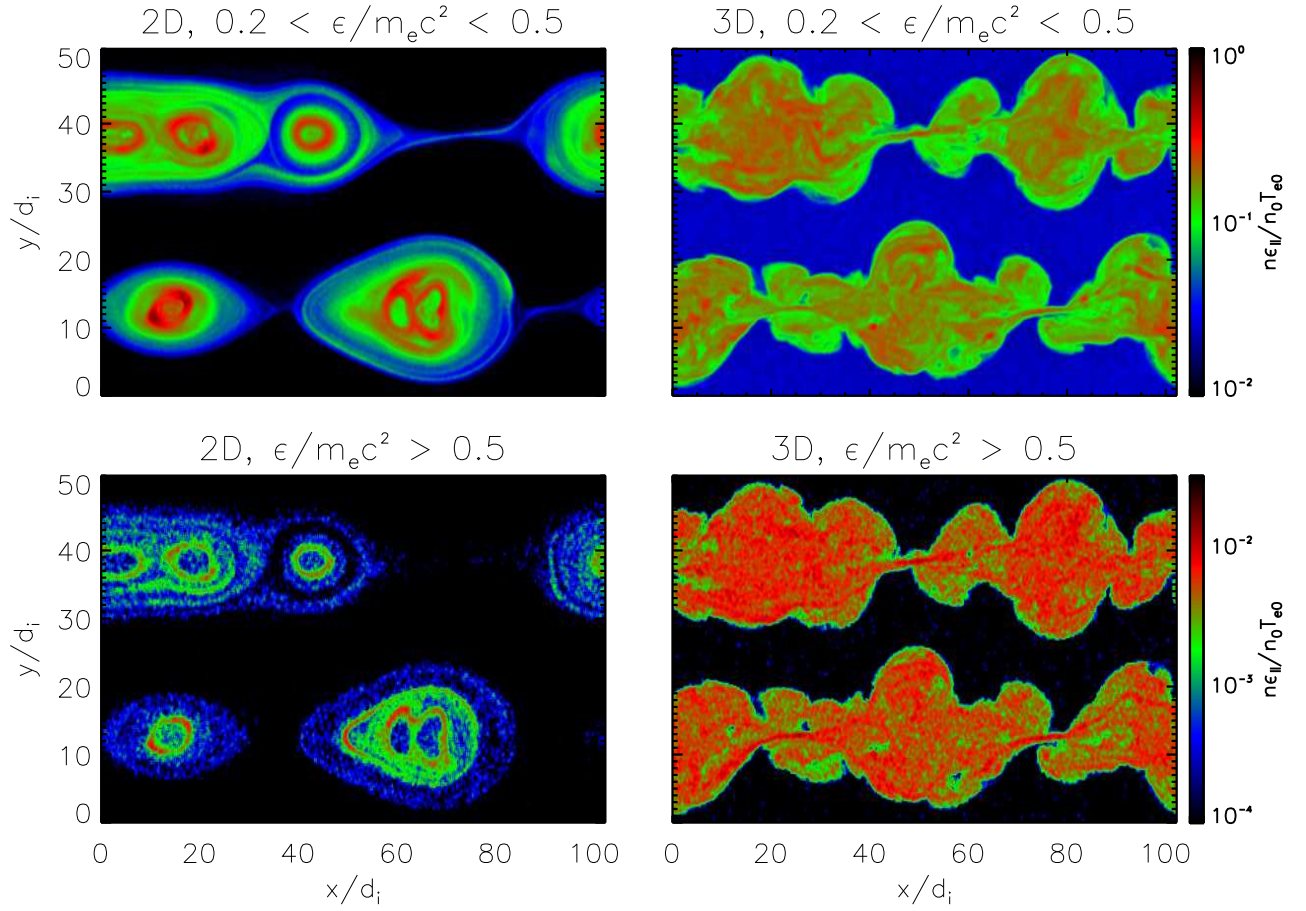 2D, 0.2 < ϵ/mₑc² < 0.5
3D, 0.2 < ϵ/mₑc² < 0.5
50
40
30
20
10
0
y/dᵢ
10⁰
10⁻¹
10⁻²
nϵ||/n₀Tₑ₀
2D, ϵ/mₑc² > 0.5
3D, ϵ/mₑc² > 0.5
50
40
30
20
10
0
y/dᵢ
0 20 40 60 80 100
x/dᵢ
0 20 40 60 80 100
x/dᵢ
10⁻²
10⁻³
10⁻⁴
nϵ||/n₀Tₑ₀